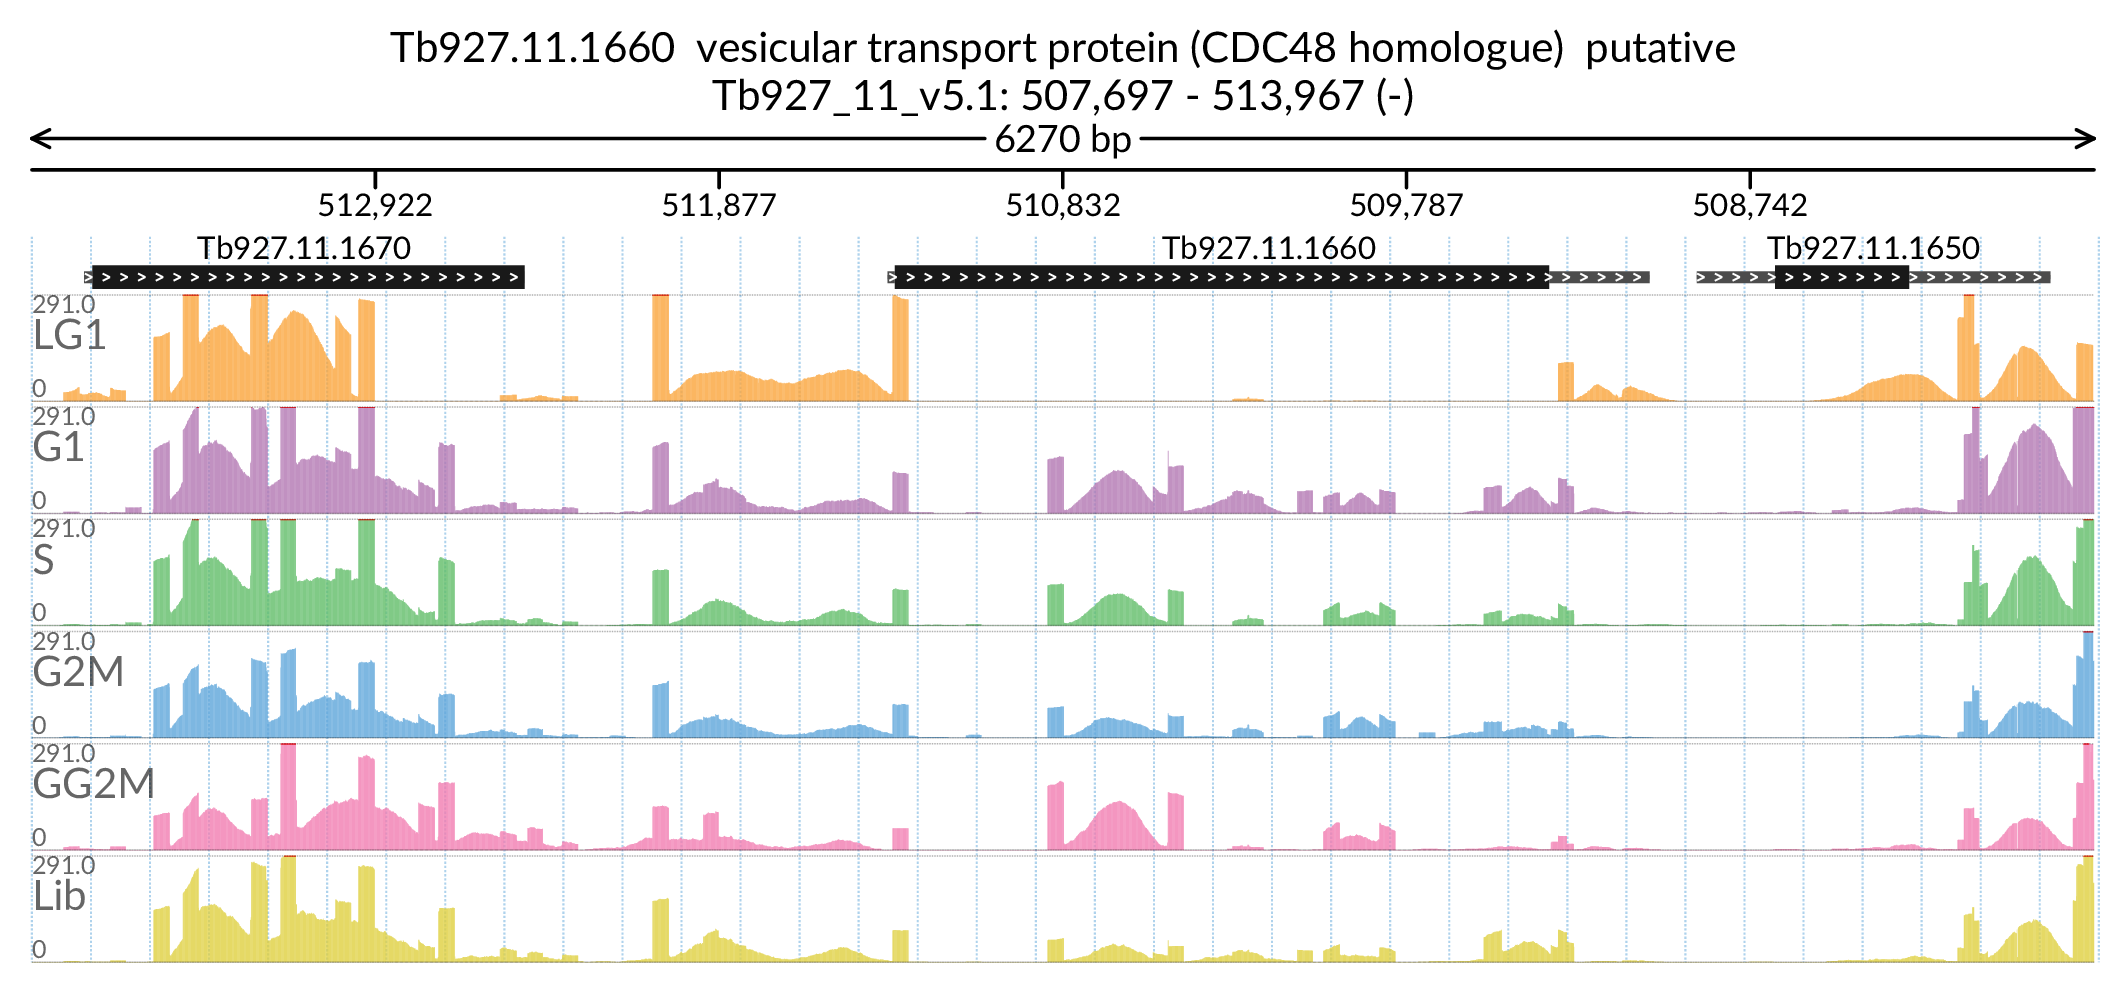 Tb927.11.1660  vesicular transport protein (CDC48 homologue)  putative
Tb927_11_v5.1: 507,697 - 513,967 (-)
6270 bp
512,922 511,877 510,832 509,787 508,742
Tb927.11.1670 Tb927.11.1660 Tb927.11.1650
291.0
LG1
0
291.0
G1
0
291.0
S
0
291.0
G2M
0
291.0
GG2M
0
291.0
Lib
0